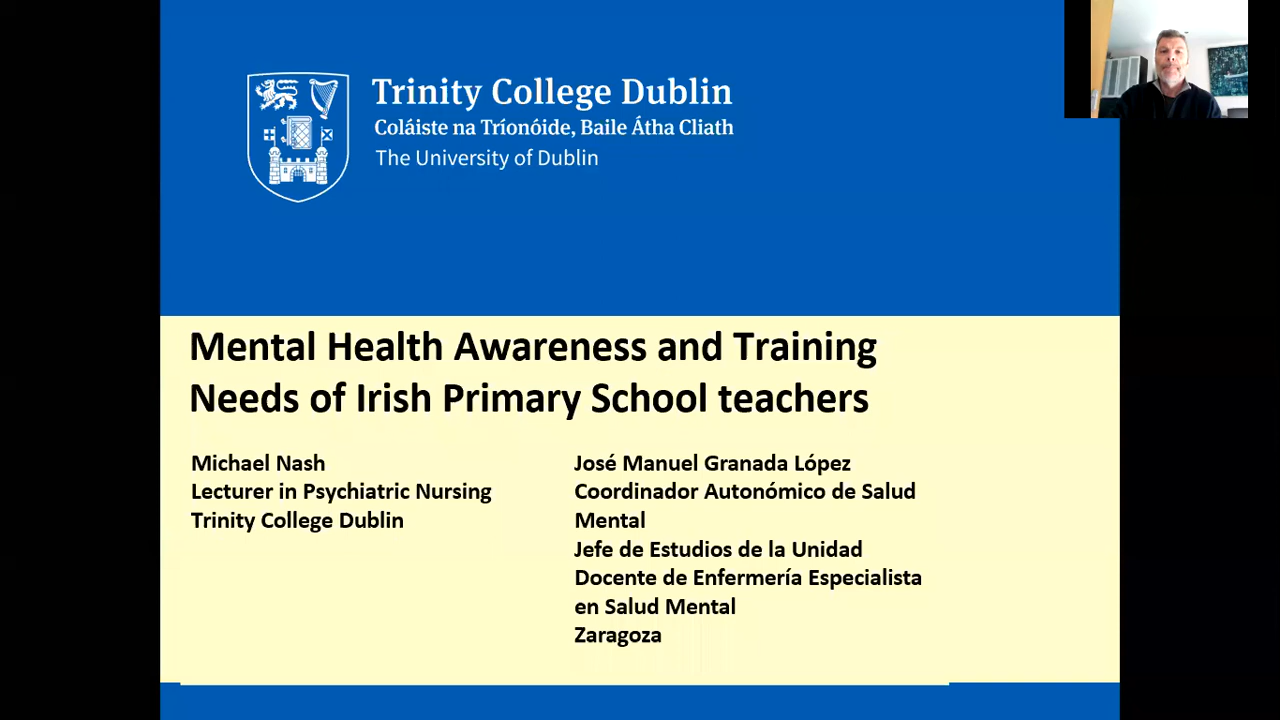 Trinity College Dublin
Coláiste na Tríonóide, Baile Átha Cliath
The University of Dublin
Mental Health Awareness and Training
Needs of Irish Primary School teachers
Michael Nash
Lecturer in Psychiatric Nursing
Trinity College Dublin
José Manuel Granada López
Coordinador Autonómico de Salud
Mental
Jefe de Estudios de la Unidad
Docente de Enfermería Especialista
en Salud Mental
Zaragoza